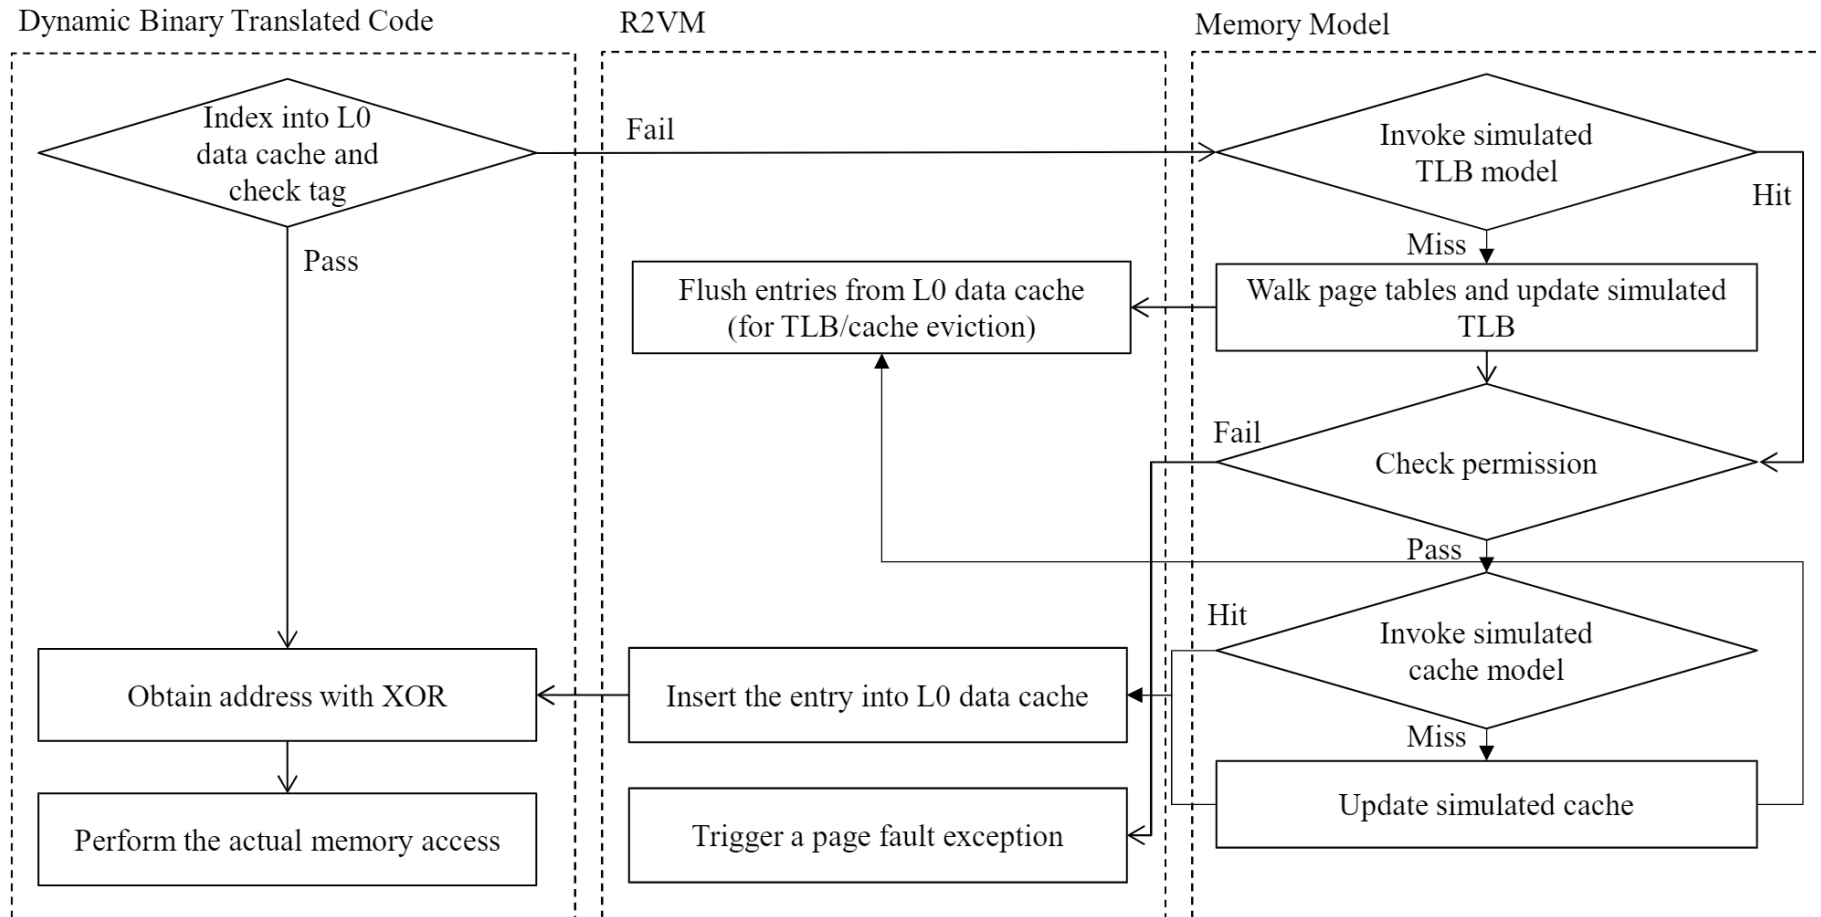 Dynamic Binary Translated Code
R2VM
Memory Model
Index into L0
data cache and
check tag
Fail
Invoke simulated
TLB model
Hit
Pass
Miss
Flush entries from L0 data cache
(for TLB/cache eviction)
Walk page tables and update simulated
TLB
Fail
Check permission
Pass
Hit
Invoke simulated
cache model
Obtain address with XOR
Insert the entry into L0 data cache
Miss
Perform the actual memory access
Trigger a page fault exception
Update simulated cache